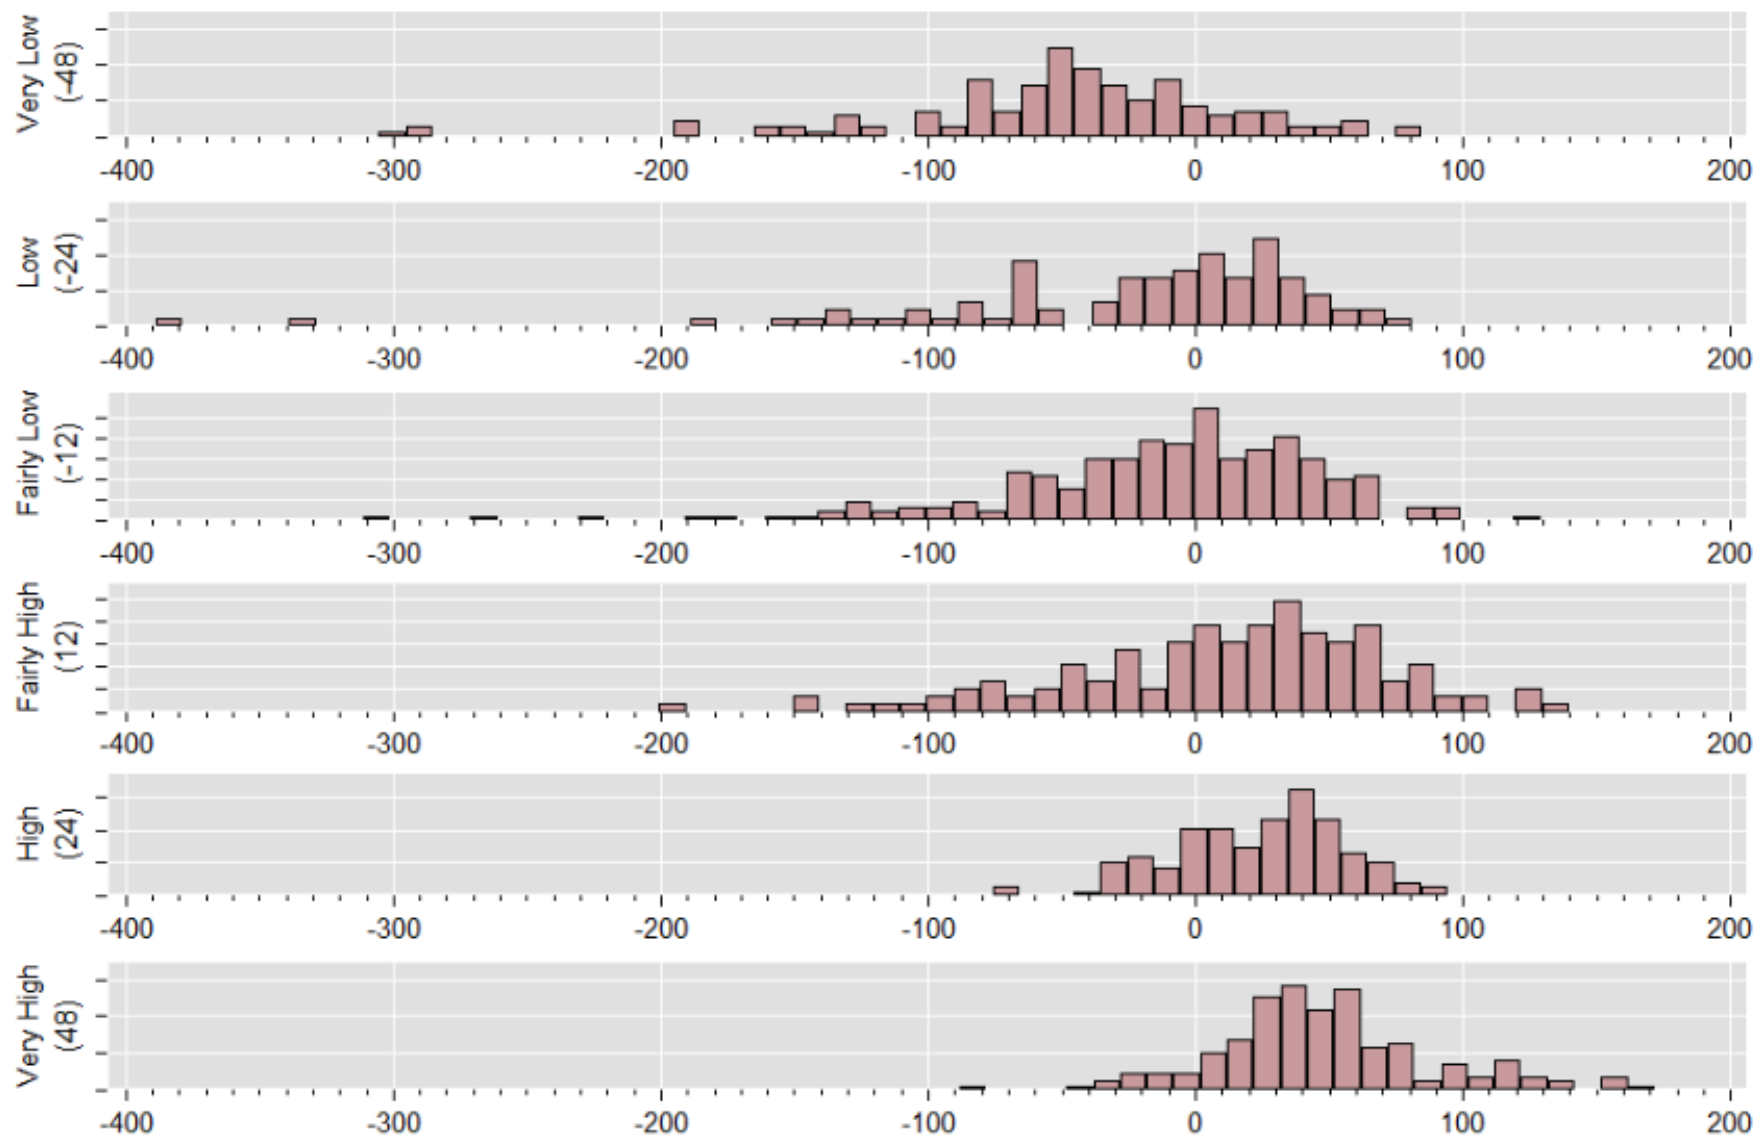 Very Low
(-48)
-400 -300 -200 -100 0 100 200
Low
(-24)
-400 -300 -200 -100 0 100 200
Fairly Low
(-12)
-400 -300 -200 -100 0 100 200
Fairly High
(12)
-400 -300 -200 -100 0 100 200
High
(24)
-400 -300 -200 -100 0 100 200
Very High
(48)
-400 -300 -200 -100 0 100 200